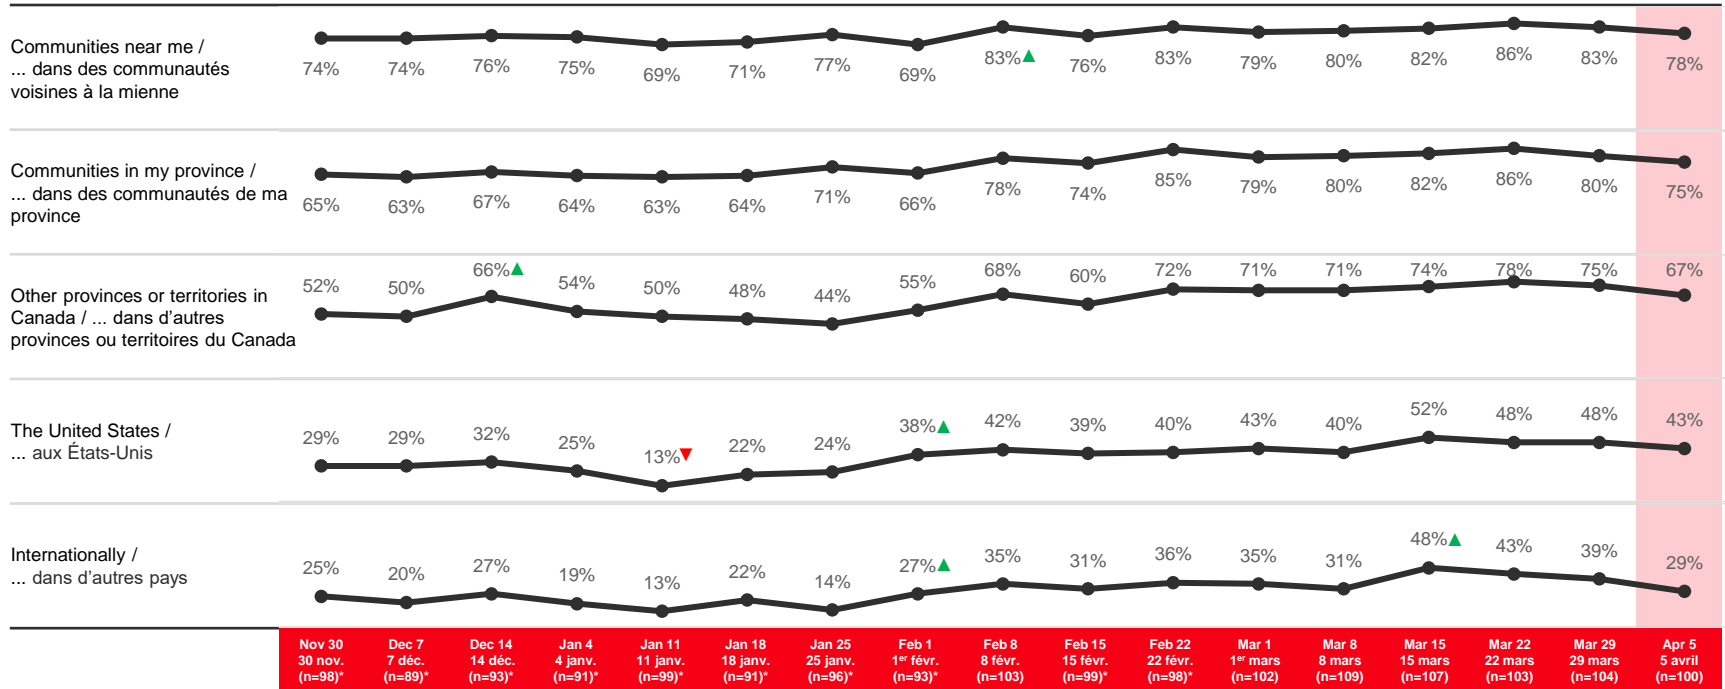 Communities near me /
... dans des communautés
voisines à la mienne
74% 74% 76% 75% 69% 71% 77% 69% 83%▲ 76% 83% 79% 80% 82% 86% 83% 78%
Communities in my province /
... dans des communautés de ma
province
65% 63% 67% 64% 63% 64% 71% 66% 78% 74% 85% 79% 80% 82% 86% 80% 75%
Other provinces or territories in
Canada / ... dans d'autres
provinces ou territoires du Canada
52% 50% 66%▲ 54% 50% 48% 44% 55% 68% 60% 72% 71% 71% 74% 78% 75% 67%
The United States /
... aux États-Unis
29% 29% 32% 25% 13%▼ 22% 24% 38%▲ 42% 39% 40% 43% 40% 52% 48% 48% 43%
Internationally /
... dans d'autres pays
25% 20% 27% 19% 13% 22% 14% 27%▲ 35% 31% 36% 35% 31% 48%▲ 43% 39% 29%
Nov 30 Dec 7 Dec 14 Jan 4 Jan 11 Jan 18 Jan 25 Feb 1 Feb 8 Feb 15 Feb 22 Mar 1 Mar 8 Mar 15 Mar 22 Mar 29 Apr 5
30 nov. 7 déc. 14 déc. 4 janv. 11 janv. 18 janv. 25 janv. 1er févr. 8 févr. 15 févr. 22 févr. 1er mars 8 mars 15 mars 22 mars 29 mars 5 avril
(n=98)* (n=89)* (n=93)* (n=91)* (n=99)* (n=91)* (n=96)* (n=93)* (n=103) (n=99)* (n=98)* (n=102) (n=109) (n=107) (n=103) (n=104) (n=100)